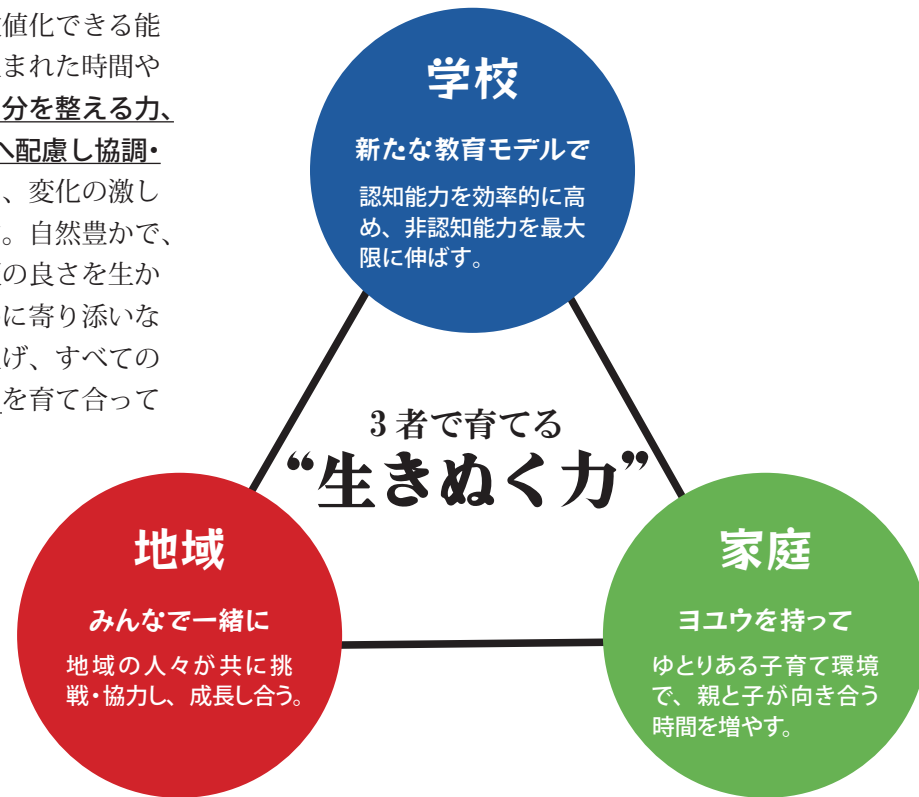 値化できる能
まれた時間や
分を整える力、
へ配慮し協調・
、変化の激し
。自然豊かで、
の良さを生か
に寄り添いな
げ、すべての
を育て合って
学校
新たな教育モデルで
認知能力を効率的に高
め、非認知能力を最大
限に伸ばす。
3者で育てる
“生きぬく力”
地域
みんなで一緒に
地域の人々が共に挑
戦・協力し、成長し合う。
家庭
ヨユウを持って
ゆとりある子育て環境
で、親と子が向き合う
時間を増やす。